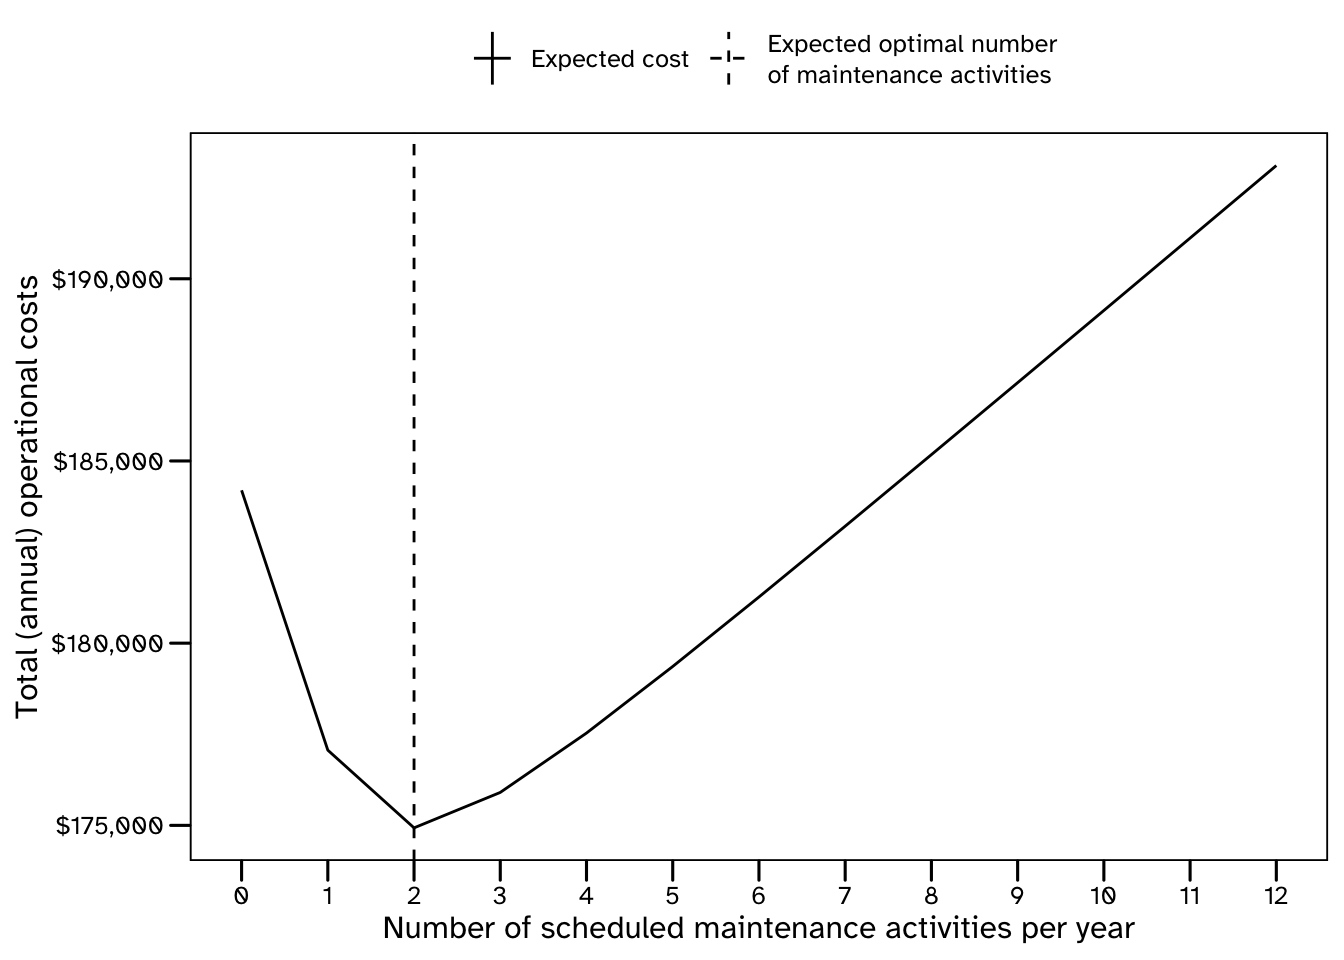 Expected cost
Expected optimal number
of maintenance activities
Total (annual) operational costs
$190,000
$185,000
$180,000
$175,000
0 1 2 3 4 5 6 7 8 9 10 11 12
Number of scheduled maintenance activities per year